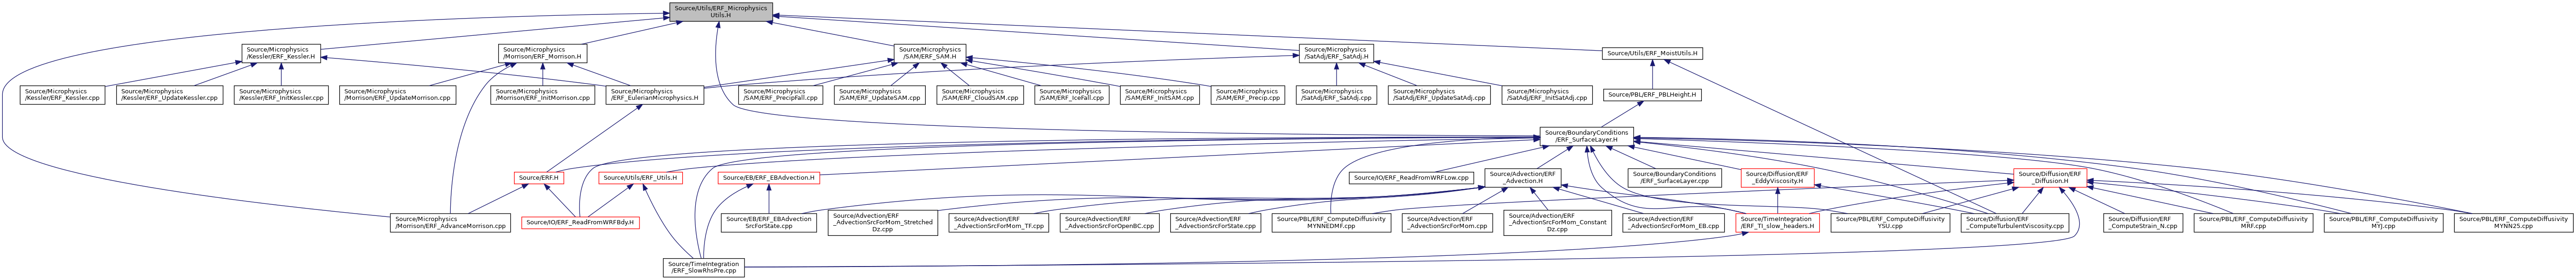 Source/Utils/ERF_Microphysics
Utils.H
Source/Microphysics
/Kessler/ERF_Kessler.H
Source/Microphysics
/Morrison/ERF_Morrison.H
Source/Microphysics
/SAM/ERF_SAM.H
Source/Microphysics
/SatAdj/ERF_SatAdj.H
Source/Utils/ERF_MoistUtils.H
Source/Microphysics
/Kessler/ERF_Kessler.cpp
Source/Microphysics
/Kessler/ERF_UpdateKessler.cpp
Source/Microphysics
/Kessler/ERF_InitKessler.cpp
Source/Microphysics
/Morrison/ERF_UpdateMorrison.cpp
Source/Microphysics
/Morrison/ERF_InitMorrison.cpp
Source/Microphysics
/ERF_EulerianMicrophysics.H
Source/Microphysics
/SAM/ERF_PrecipFall.cpp
Source/Microphysics
/SAM/ERF_UpdateSAM.cpp
Source/Microphysics
/SAM/ERF_CloudSAM.cpp
Source/Microphysics
/SAM/ERF_IceFall.cpp
Source/Microphysics
/SAM/ERF_InitSAM.cpp
Source/Microphysics
/SAM/ERF_Precip.cpp
Source/Microphysics
/SatAdj/ERF_SatAdj.cpp
Source/Microphysics
/SatAdj/ERF_UpdateSatAdj.cpp
Source/Microphysics
/SatAdj/ERF_InitSatAdj.cpp
Source/PBL/ERF_PBLHeight.H
Source/BoundaryConditions
/ERF_SurfaceLayer.H
Source/ERF.H
Source/Utils/ERF_Utils.H
Source/EB/ERF_EBAdvection.H
Source/IO/ERF_ReadFromWRFLow.cpp
Source/Advection/ERF
_Advection.H
Source/BoundaryConditions
/ERF_SurfaceLayer.cpp
Source/Diffusion/ERF
_EddyViscosity.H
Source/Diffusion/ERF
_Diffusion.H
Source/Microphysics
/Morrison/ERF_AdvanceMorrison.cpp
Source/IO/ERF_ReadFromWRFBdy.H
Source/EB/ERF_EBAdvection
SrcForState.cpp
Source/Advection/ERF
_AdvectionSrcForMom_Stretched
Dz.cpp
Source/Advection/ERF
_AdvectionSrcForMom_TF.cpp
Source/Advection/ERF
_AdvectionSrcForOpenBC.cpp
Source/Advection/ERF
_AdvectionSrcForState.cpp
Source/PBL/ERF_ComputeDiffusivity
MYNNEDMF.cpp
Source/Advection/ERF
_AdvectionSrcForMom.cpp
Source/Advection/ERF
_AdvectionSrcForMom_Constant
Dz.cpp
Source/Advection/ERF
_AdvectionSrcForMom_EB.cpp
Source/TimeIntegration
/ERF_TI_slow_headers.H
Source/PBL/ERF_ComputeDiffusivity
YSU.cpp
Source/Diffusion/ERF
_ComputeTurbulentViscosity.cpp
Source/Diffusion/ERF
_ComputeStrain_N.cpp
Source/PBL/ERF_ComputeDiffusivity
MRF.cpp
Source/PBL/ERF_ComputeDiffusivity
MYJ.cpp
Source/PBL/ERF_ComputeDiffusivity
MYNN25.cpp
Source/TimeIntegration
/ERF_SlowRhsPre.cpp